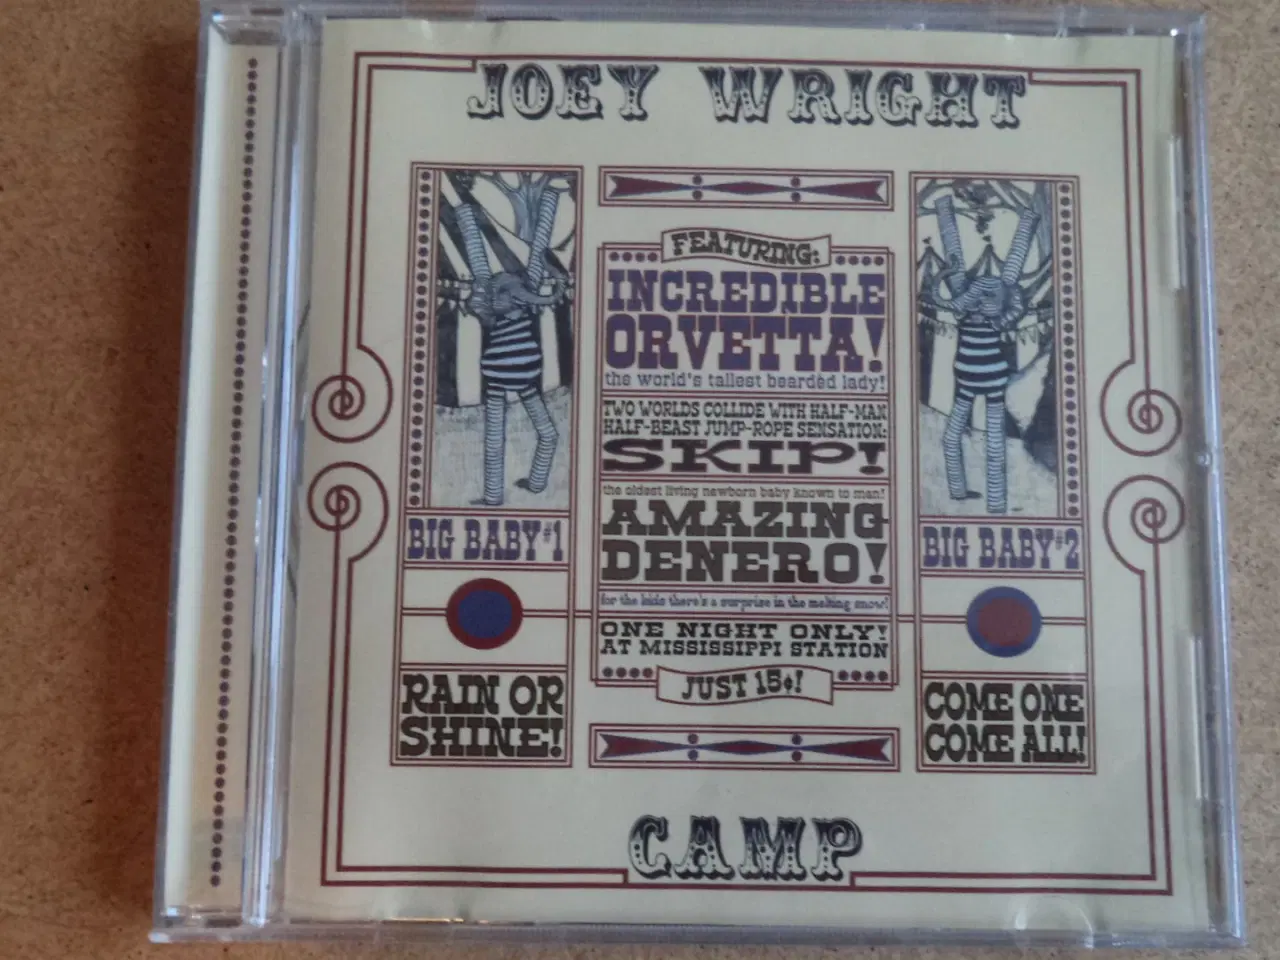 JOEY WRIGHT
FEATURING:
INCREDIBLE
ORVETTA!
the world's tallest bearded lady!
TWO WORLDS COLLIDE WITH HALF-MAN
HALF-BEAST JUMP-ROPE SENSATION:
SKIP!
the oldest living newborn baby known to man!
AMAZING
DENERO!
for the kids there's a surprise in the melting snow!
ONE NIGHT ONLY!
AT MISSISSIPPI STATION
JUST 15¢!
BIG BABY #1
RAIN OR
SHINE!
BIG BABY #2
COME ONE
COME ALL!
CAMP